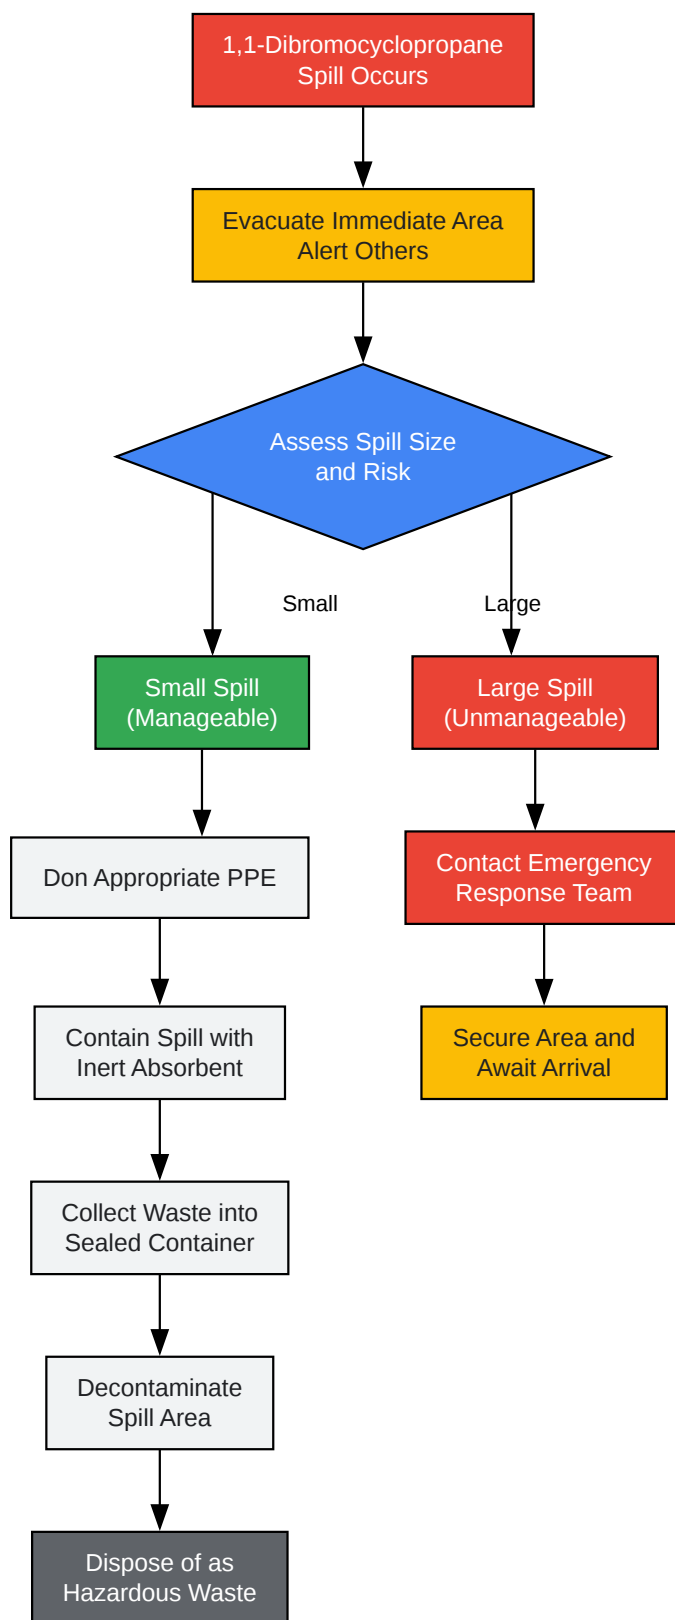 1,1-Dibromocyclopropane
Spill Occurs
Evacuate Immediate Area
Alert Others
Assess Spill Size
and Risk
Small
Large
Small Spill
(Manageable)
Large Spill
(Unmanageable)
Don Appropriate PPE
Contact Emergency
Response Team
Contain Spill with
Inert Absorbent
Secure Area and
Await Arrival
Collect Waste into
Sealed Container
Decontaminate
Spill Area
Dispose of as
Hazardous Waste